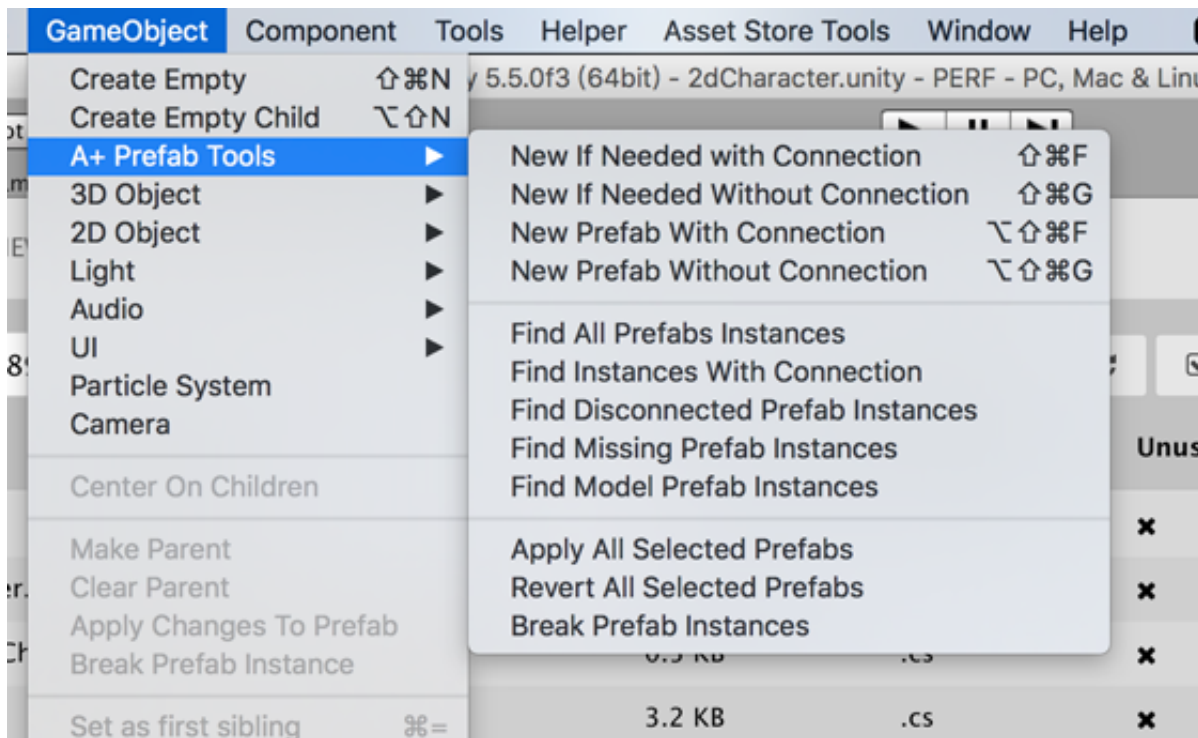 GameObject Component Tools Helper Asset Store Tools Window Help
y 5.5.0f3 (64bit) - 2dCharacter.unity - PERF - PC, Mac & Linu
Create Empty ⇧⌘N
Create Empty Child ⌥⇧N
A+ Prefab Tools ▶
3D Object ▶
2D Object ▶
Light ▶
Audio ▶
UI ▶
Particle System
Camera
Center On Children
Make Parent
Clear Parent
Apply Changes To Prefab
Break Prefab Instance
Set as first sibling ⌘=
New If Needed with Connection ⇧⌘F
New If Needed Without Connection ⇧⌘G
New Prefab With Connection ⌥⇧⌘F
New Prefab Without Connection ⌥⇧⌘G
Find All Prefabs Instances
Find Instances With Connection
Find Disconnected Prefab Instances
Find Missing Prefab Instances
Find Model Prefab Instances
Apply All Selected Prefabs
Revert All Selected Prefabs
Break Prefab Instances
Unus
3.2 KB .cs